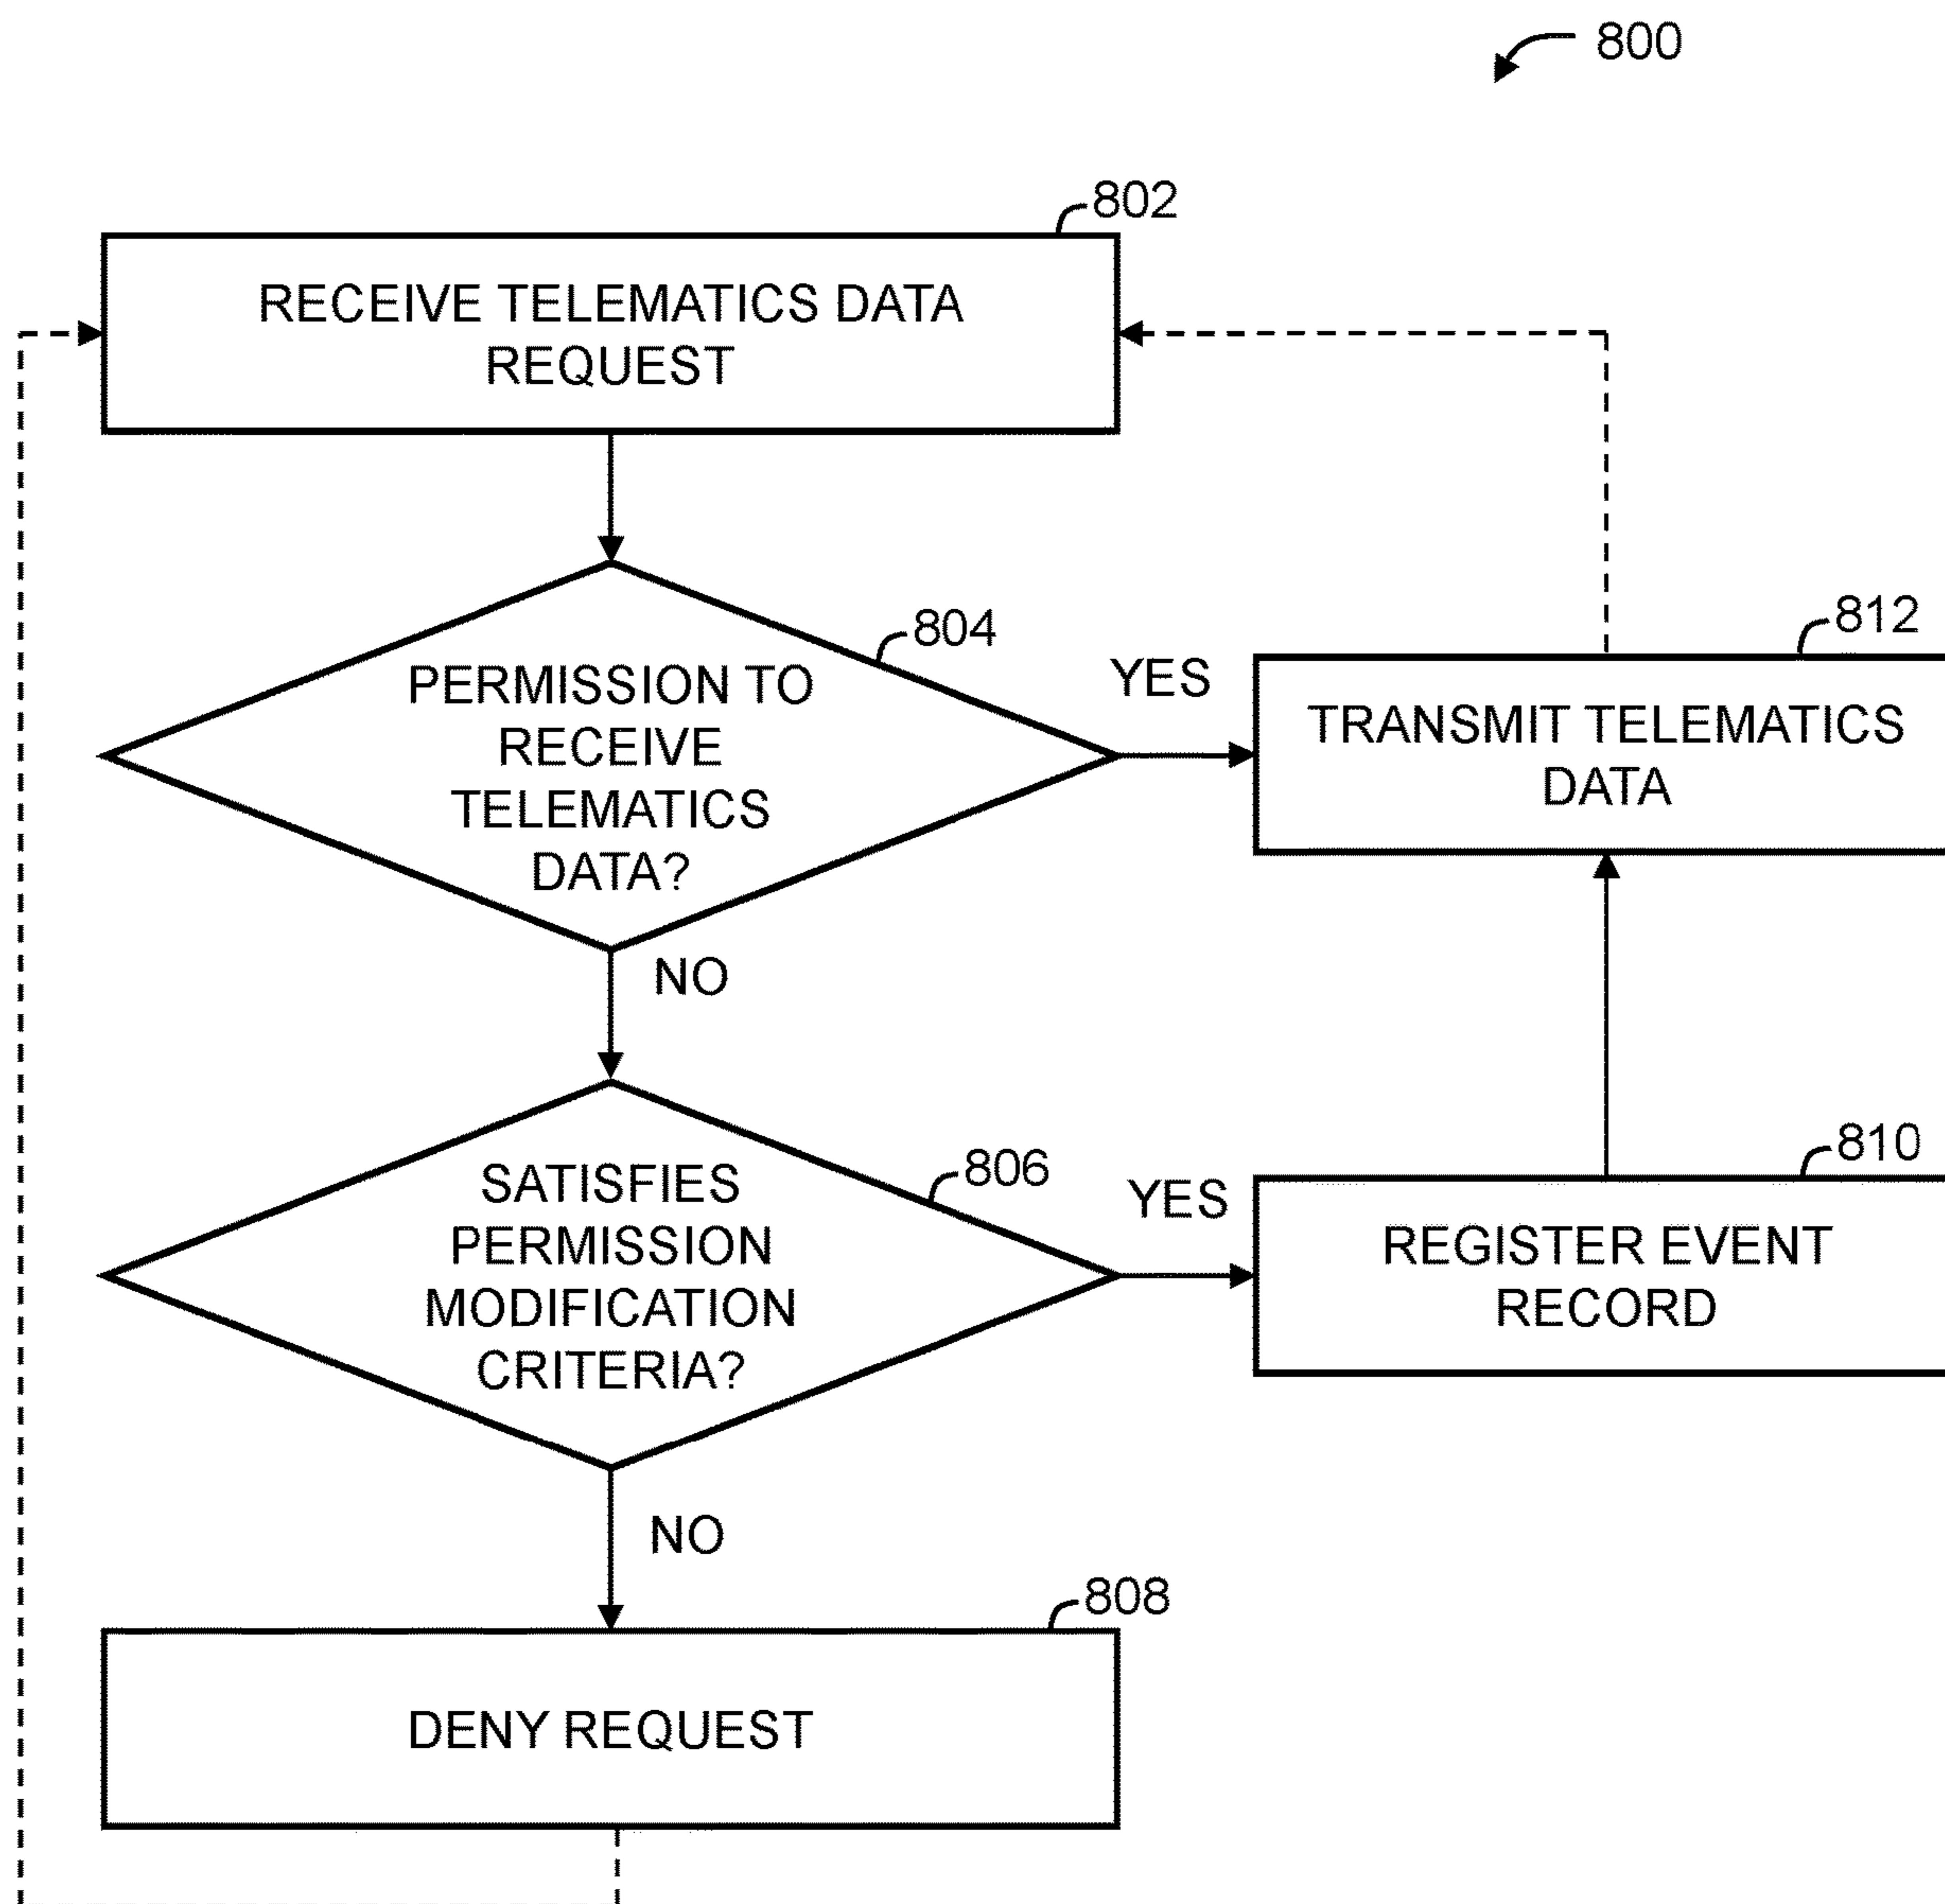 800
802
RECEIVE TELEMATICS DATA
REQUEST
804
PERMISSION TO
RECEIVE
TELEMATICS
DATA?
YES
812
TRANSMIT TELEMATICS
DATA
NO
806
SATISFIES
PERMISSION
MODIFICATION
CRITERIA?
YES
810
REGISTER EVENT
RECORD
NO
808
DENY REQUEST